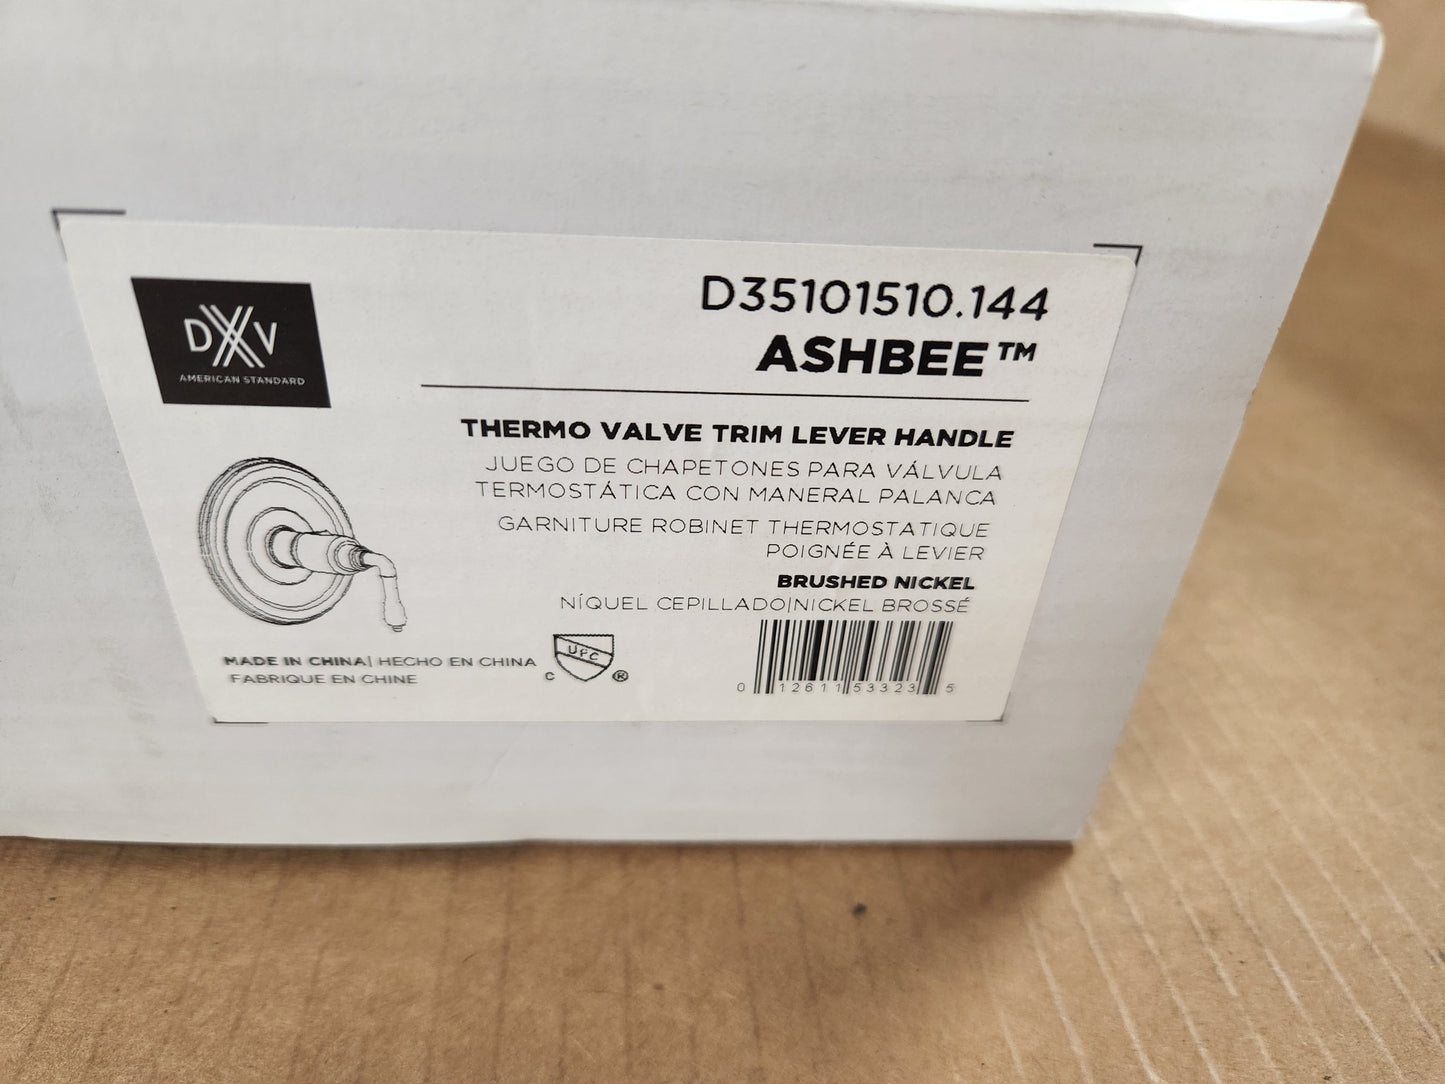 DXV
AMERICAN STANDARD
D35101510.144
ASHBEE™
THERMO VALVE TRIM LEVER HANDLE
JUEGO DE CHAPETONES PARA VÁLVULA
TERMOSTÁTICA CON MANERAL PALANCA
GARNITURE ROBINET THERMOSTATIQUE
POIGNÉE À LEVIER
BRUSHED NICKEL
NÍQUEL CEPILLADO|NICKEL BROSSÉ
MADE IN CHINA| HECHO EN CHINA
FABRIQUE EN CHINE
UPC
C ®
0 12611 53323 5